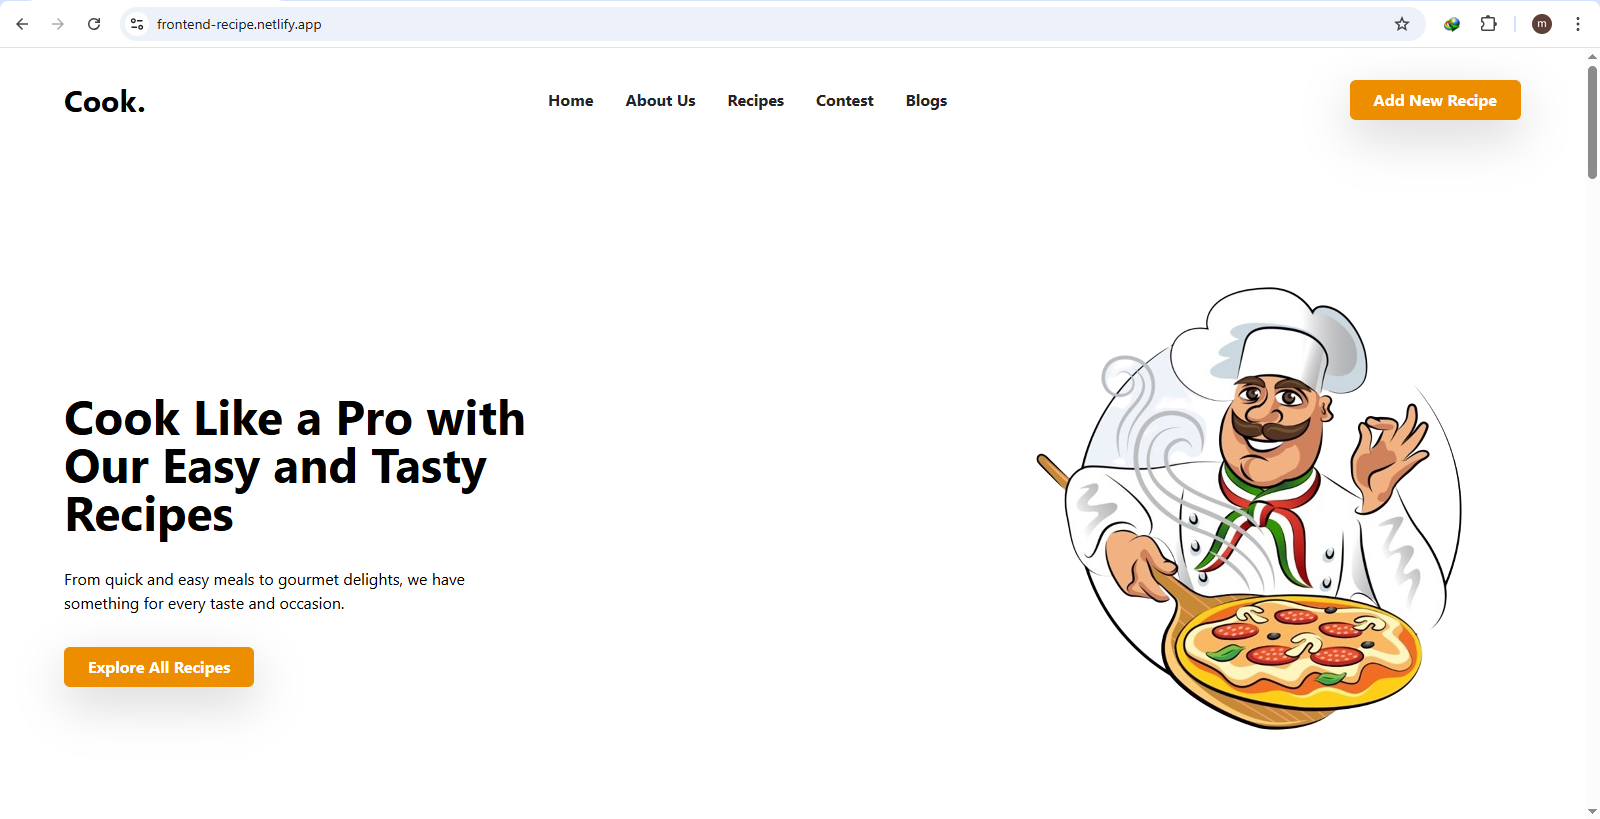 frontend-recipe.netlify.app
m
Cook.
Home About Us Recipes Contest Blogs
Add New Recipe
Cook Like a Pro with
Our Easy and Tasty
Recipes
From quick and easy meals to gourmet delights, we have
something for every taste and occasion.
Explore All Recipes